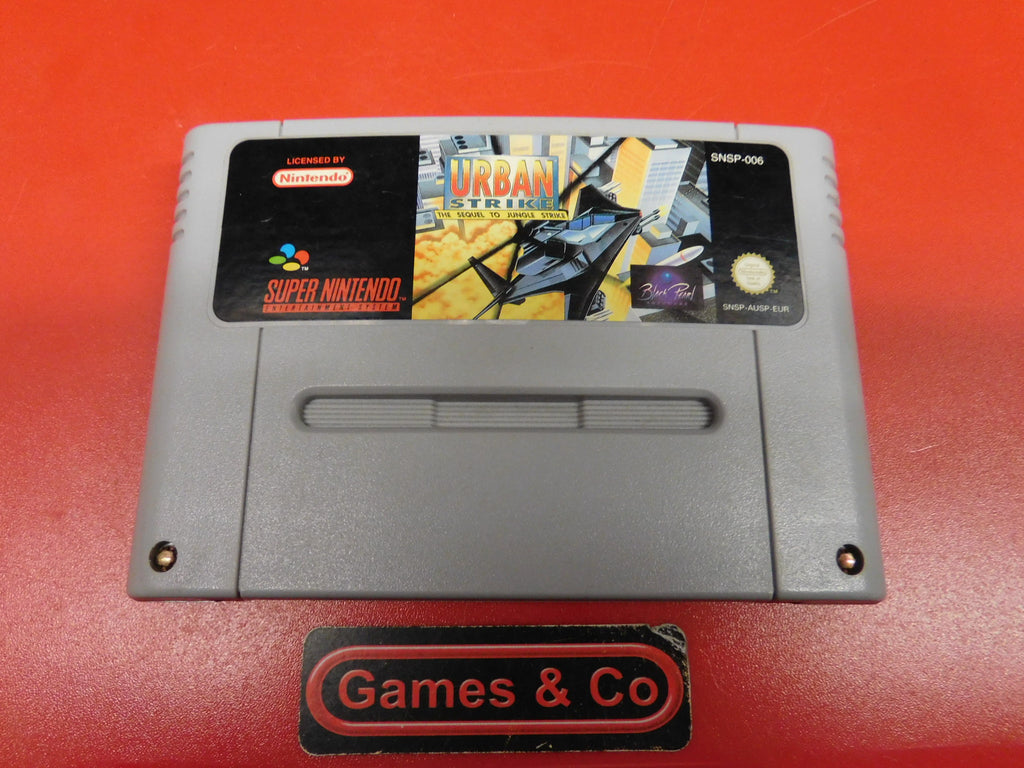 LICENSED BY
Nintendo
SUPER NINTENDO™
ENTERTAINMENT SYSTEM
URBAN
STRIKE
THE SEQUEL TO JUNGLE STRIKE
Black Pearl
SNSP-006
SNSP-AUSP-EUR
Games & Co